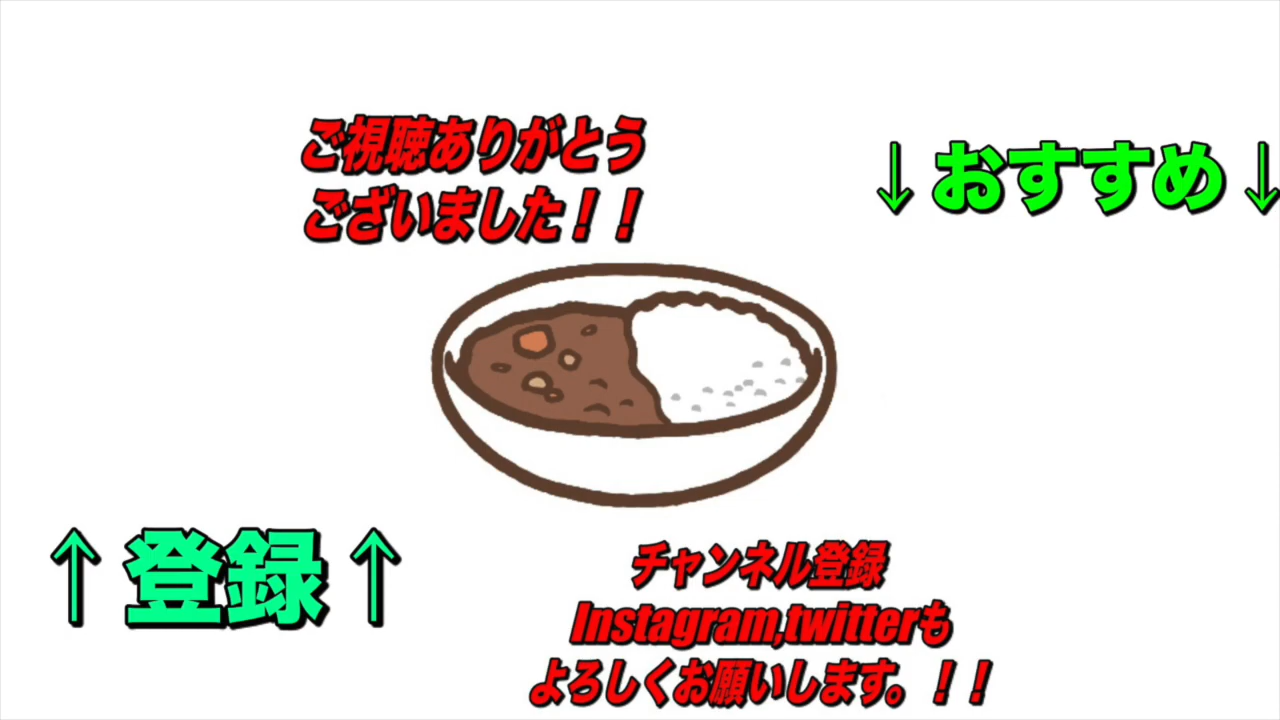 ご視聴ありがとう
ございました！！
↓おすすめ↓
↑登録↑
チャンネル登録
Instagram,twitterも
よろしくお願いします。！！